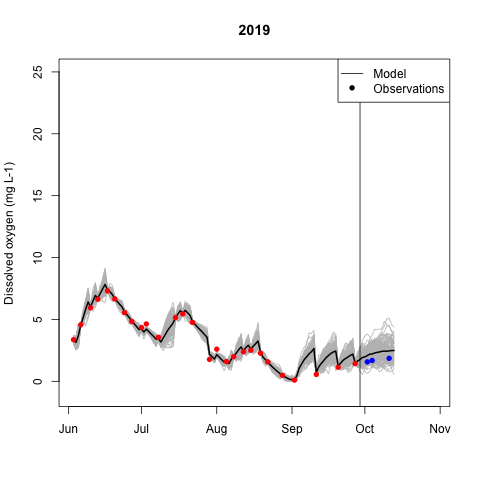 2019
Model
Observations
Dissolved oxygen (mg L-1)
25
20
15
10
5
0
Jun Jul Aug Sep Oct Nov